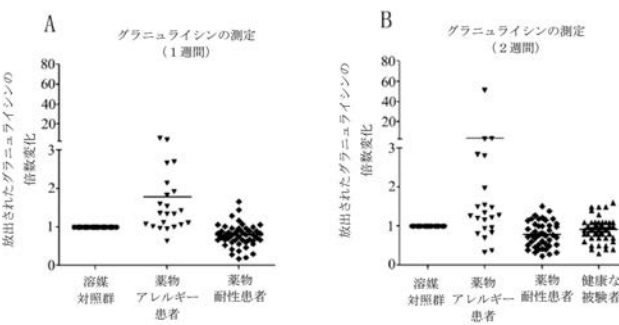 A
グラニュライシンの測定
（1週間）
放出されたグラニュライシンの
倍数変化
80
60
40
20
3
2
1
0
溶媒
対照群
薬物
アレルギー
患者
薬物
耐性患者
B
グラニュライシンの測定
（2週間）
放出されたグラニュライシンの
倍数変化
80
60
40
20
3
2
1
0
溶媒
対照群
薬物
アレルギー
患者
薬物
耐性患者
健康な
被験者